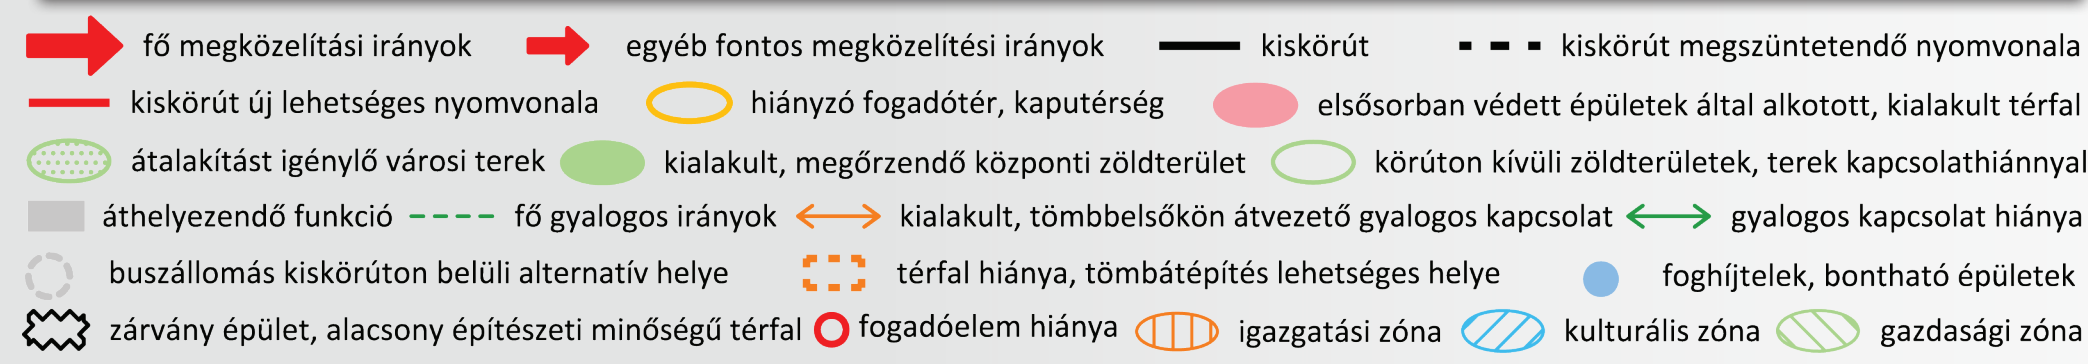 fő megközelítási irányok egyéb fontos megközelítési irányok kiskörút kiskörút megszüntetendő nyomvonala
kiskörút új lehetséges nyomvonala hiányzó fogadótér, kaputérség elsősorban védett épületek által alkotott, kialakult térfal
átalakítást igénylő városi terek kialakult, megőrzendő központi zöldterület körúton kívüli zöldterületek, terek kapcsolathiánnyal
áthelyezendő funkció fő gyalogos irányok kialakult, tömbbelsőkön átvezető gyalogos kapcsolat gyalogos kapcsolat hiánya
buszállomás kiskörúton belüli alternatív helye térfal hiánya, tömbátépítés lehetséges helye foghíjtelek, bontható épületek
zárvány épület, alacsony építészeti minőségű térfal fogadóelem hiánya igazgatási zóna kulturális zóna gazdasági zóna